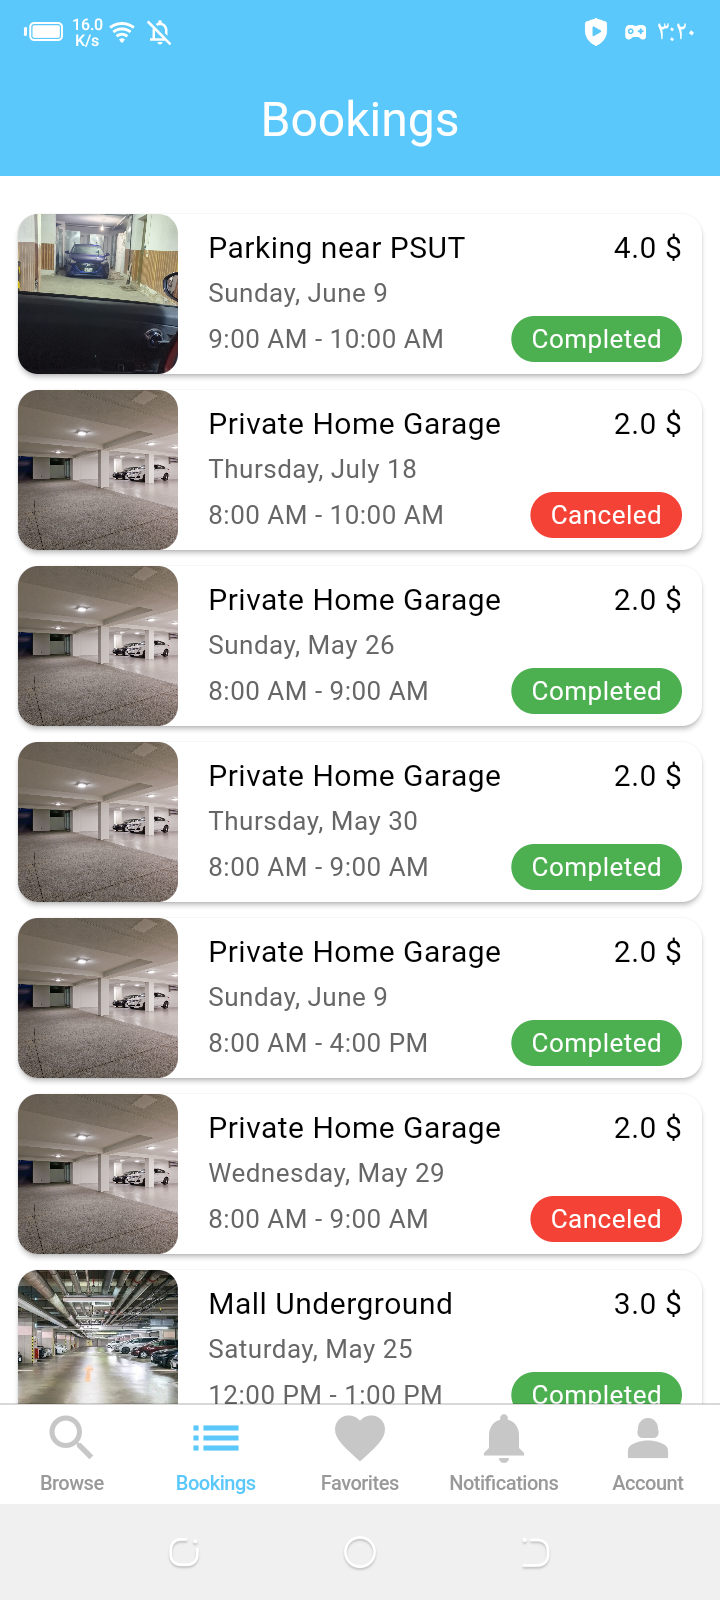 16.0
K/s
٣:٢٠
Bookings
Parking near PSUT
4.0 $
Sunday, June 9
9:00 AM - 10:00 AM
Completed
Private Home Garage
2.0 $
Thursday, July 18
8:00 AM - 10:00 AM
Canceled
Private Home Garage
2.0 $
Sunday, May 26
8:00 AM - 9:00 AM
Completed
Private Home Garage
2.0 $
Thursday, May 30
8:00 AM - 9:00 AM
Completed
Private Home Garage
2.0 $
Sunday, June 9
8:00 AM - 4:00 PM
Completed
Private Home Garage
2.0 $
Wednesday, May 29
8:00 AM - 9:00 AM
Canceled
Mall Underground
3.0 $
Saturday, May 25
12:00 PM - 1:00 PM
Completed
Browse
Bookings
Favorites
Notifications
Account